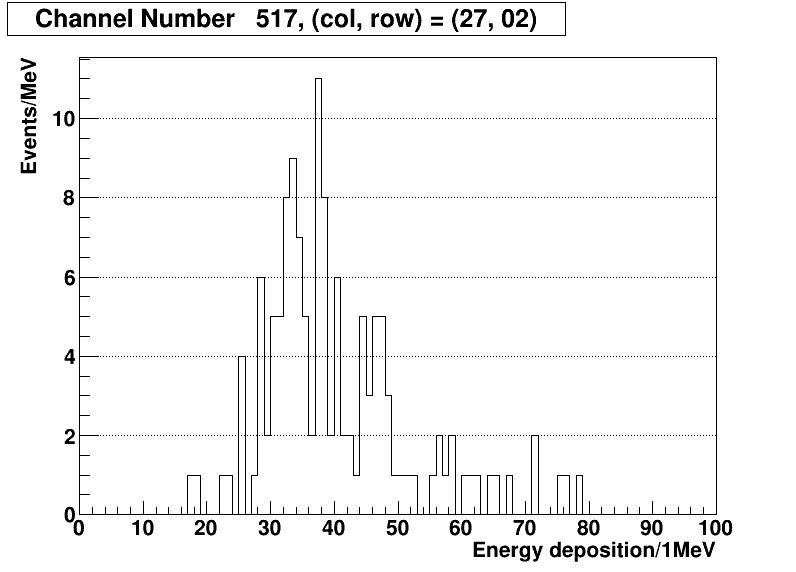 Channel Number 517, (col, row) = (27, 02)
Events/MeV
10
8
6
4
2
0
0 10 20 30 40 50 60 70 80 90 100
Energy deposition/1MeV